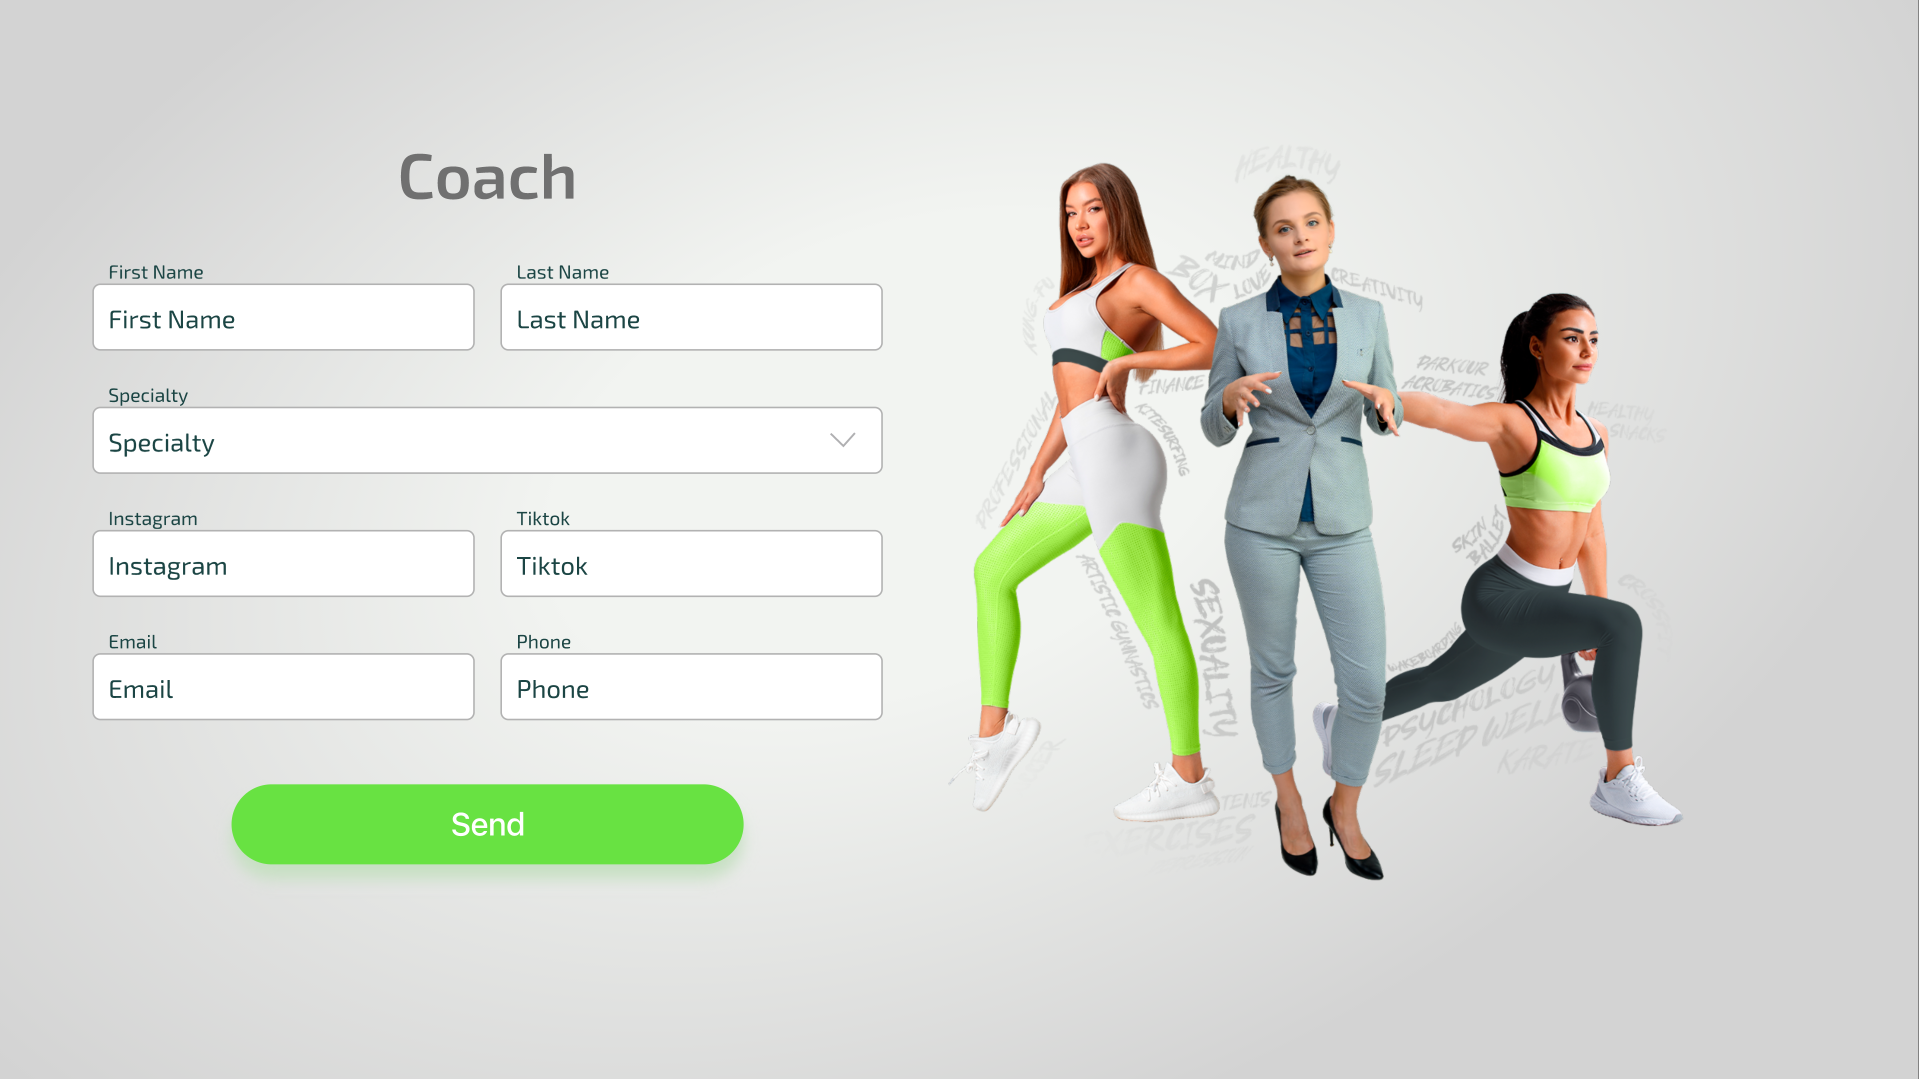 Coach
First Name
Last Name
First Name
Last Name
Specialty
Specialty
Instagram
Tiktok
Instagram
Tiktok
Email
Phone
Email
Phone
Send
HEALTHY
MIND
BOX
LOVE
CREATIVITY
KUNG FU
FINANCE
PARKOUR
ACROBATICS
HEALTHY
SNACKS
KITESURFING
PROFESSIONAL
SKIN
BALLET
ARTISTIC GYMNASTICS
SEXUALITY
WAKEBOARDING
PSYCHOLOGY
SLEEP WELL
KARATE
TENIS